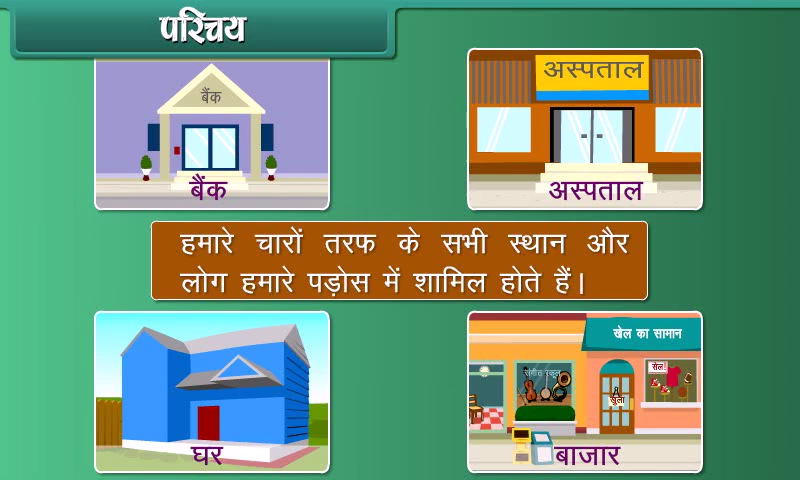 परिचय
बैंक
बैंक
अस्पताल
अस्पताल
हमारे चारों तरफ के सभी स्थान और
लोग हमारे पड़ोस में शामिल होते हैं।
घर
खेल का सामान
संगीत स्कूल
सेल!
खुला
बाजार